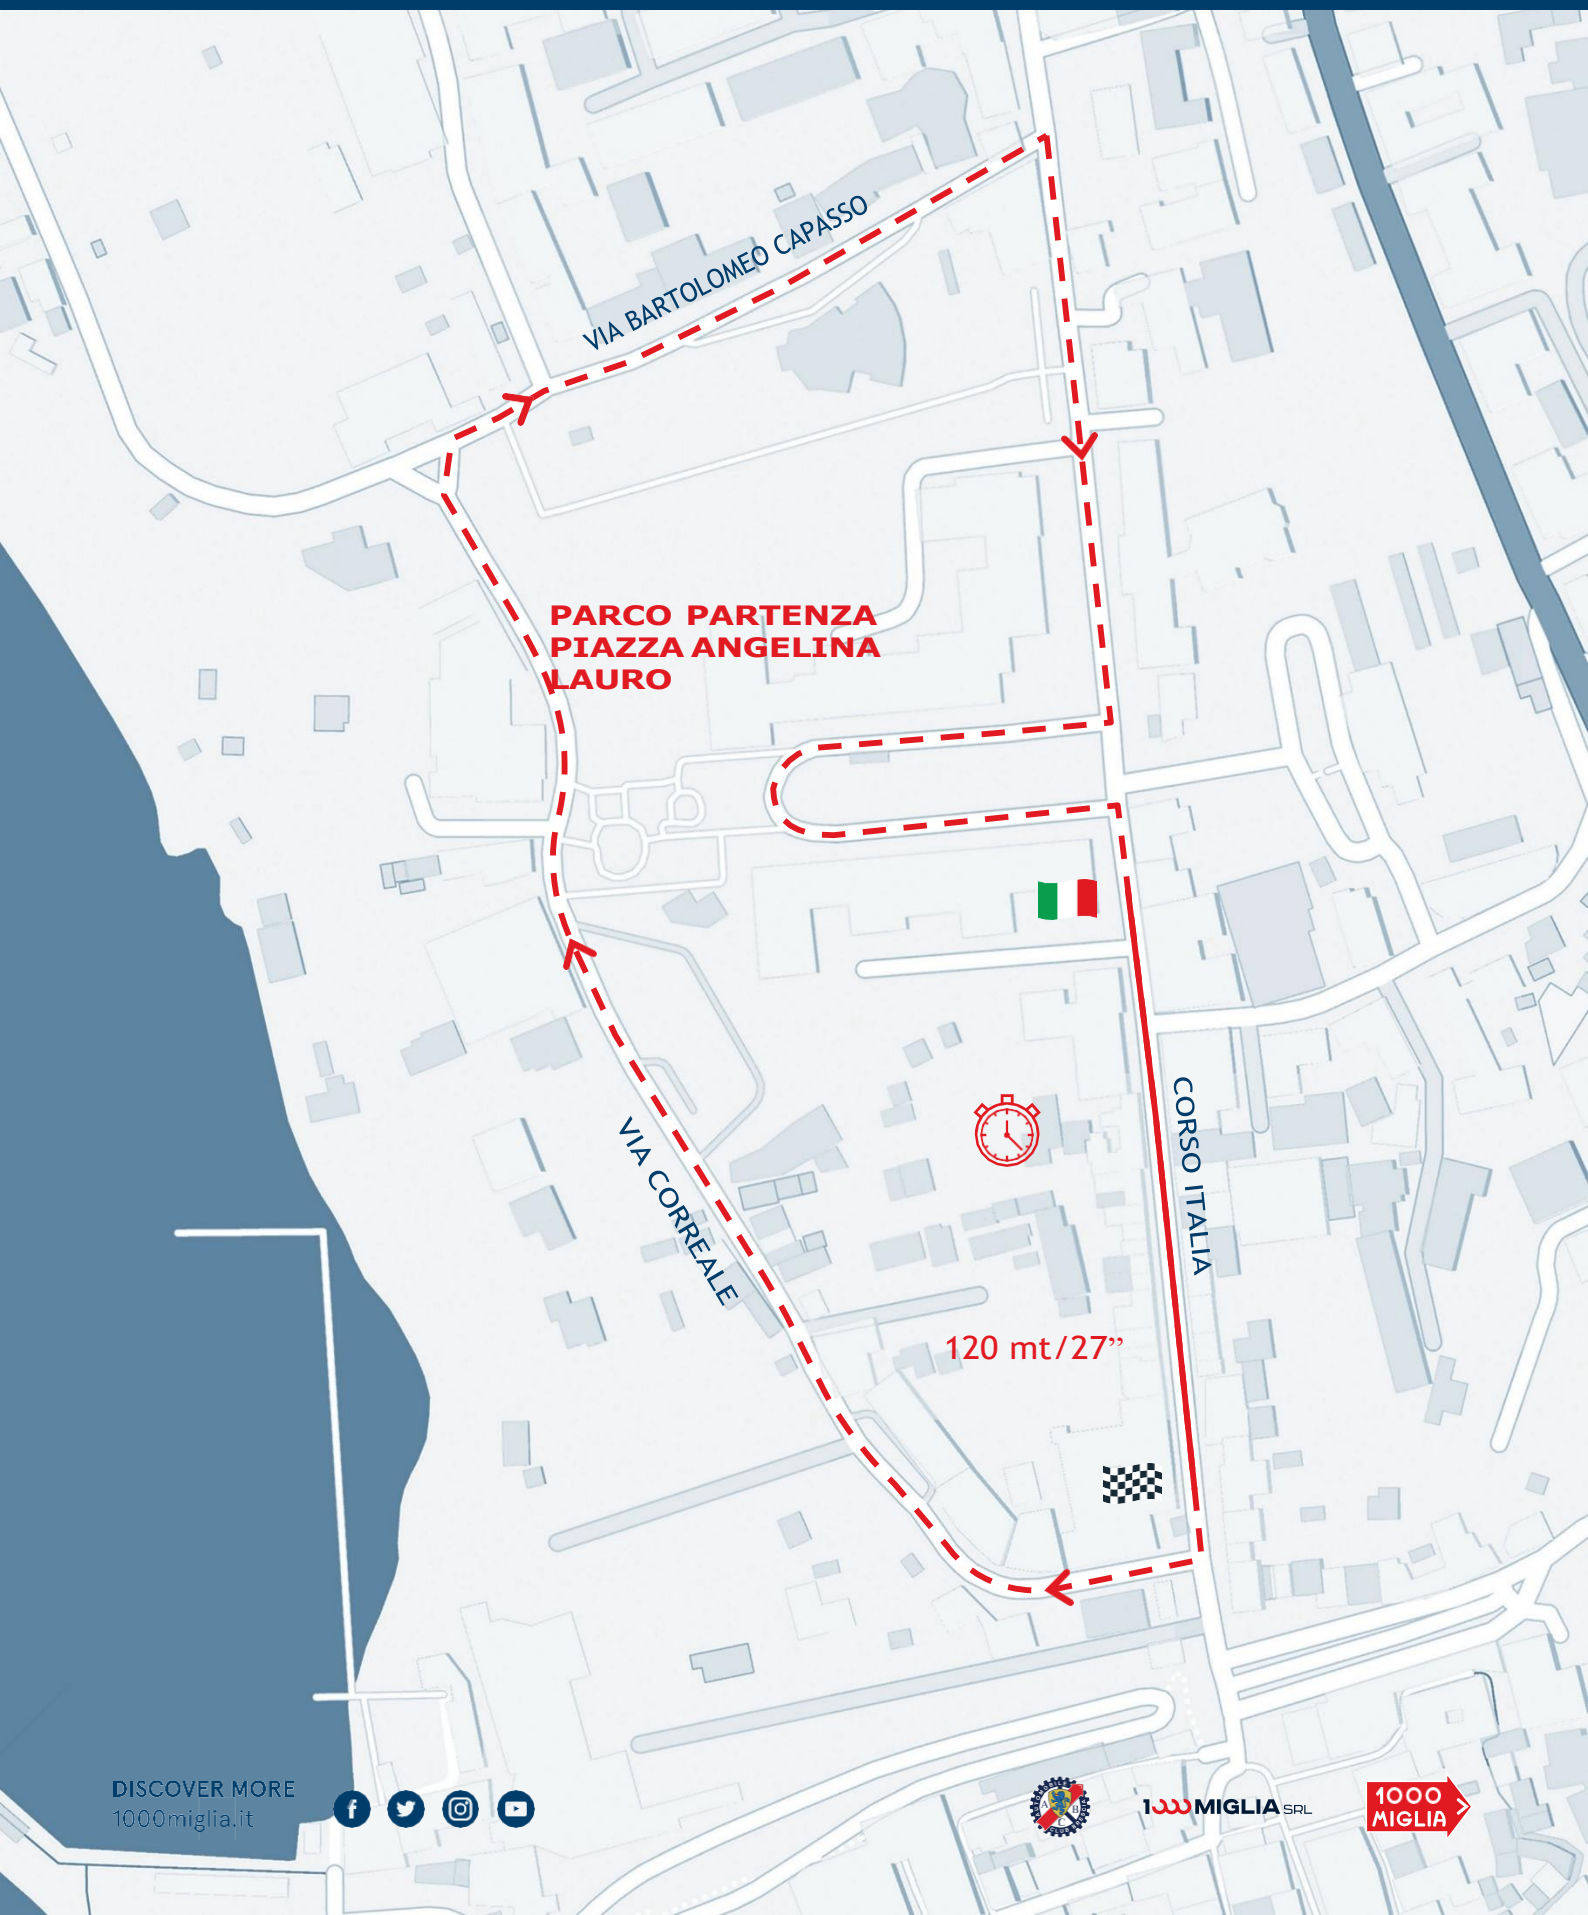 VIA BARTOLOMEO CAPASSO
PARCO PARTENZA
PIAZZA ANGELINA
LAURO
CORSO ITALIA
VIA CORREALE
120 mt/27”
DISCOVER MORE
1000miglia.it
1000 MIGLIA SRL
1000
MIGLIA